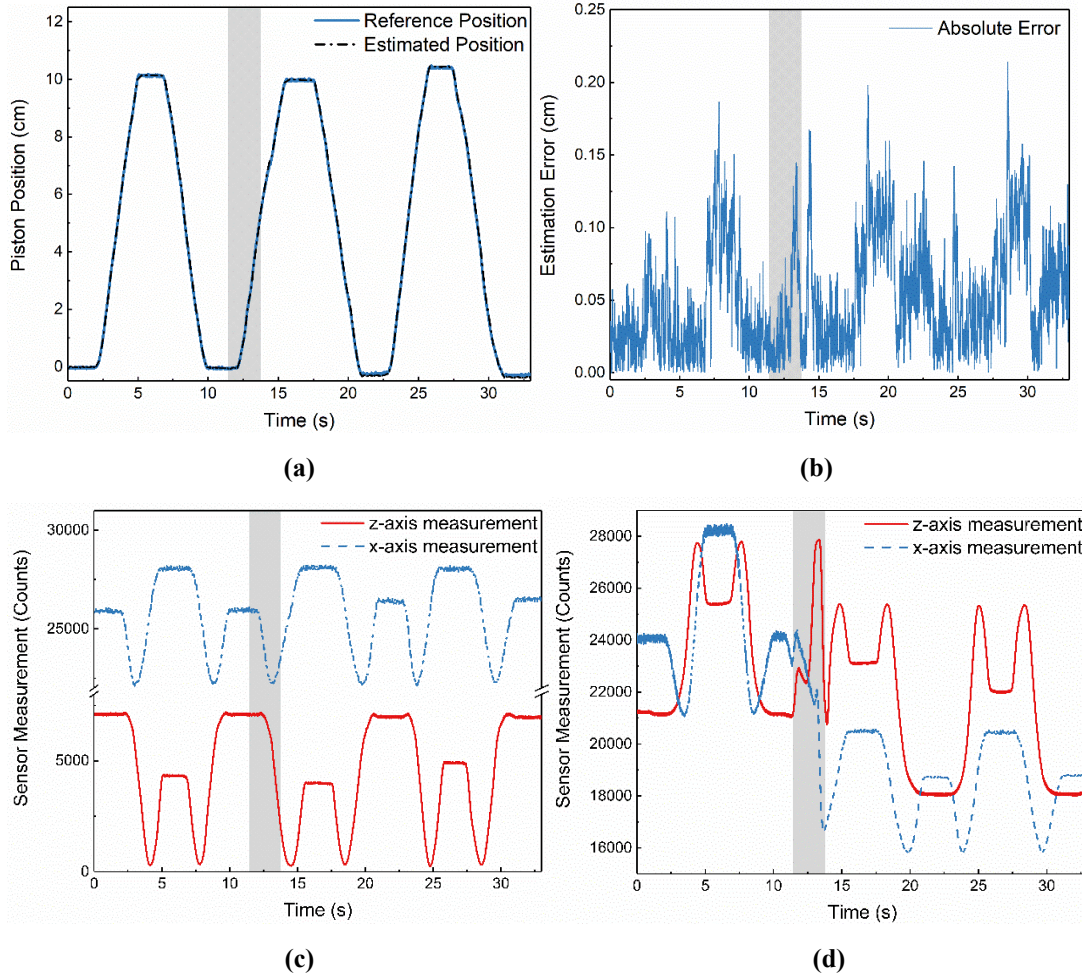 Reference Position
Estimated Position
Piston Position (cm)
12
10
8
6
4
2
0
0 5 10 15 20 25 30
Time (s)
(a)
Absolute Error
Estimation Error (cm)
0.25
0.20
0.15
0.10
0.05
0.00
0 5 10 15 20 25 30
Time (s)
(b)
z-axis measurement
x-axis measurement
Sensor Measurement (Counts)
30000
25000
5000
0
0 5 10 15 20 25 30
Time (s)
(c)
z-axis measurement
x-axis measurement
Sensor Measurement (Counts)
28000
26000
24000
22000
20000
18000
16000
0 5 10 15 20 25 30
Time (s)
(d)